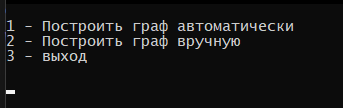 1 - Построить граф автоматически
2 - Построить граф вручную
3 - выход